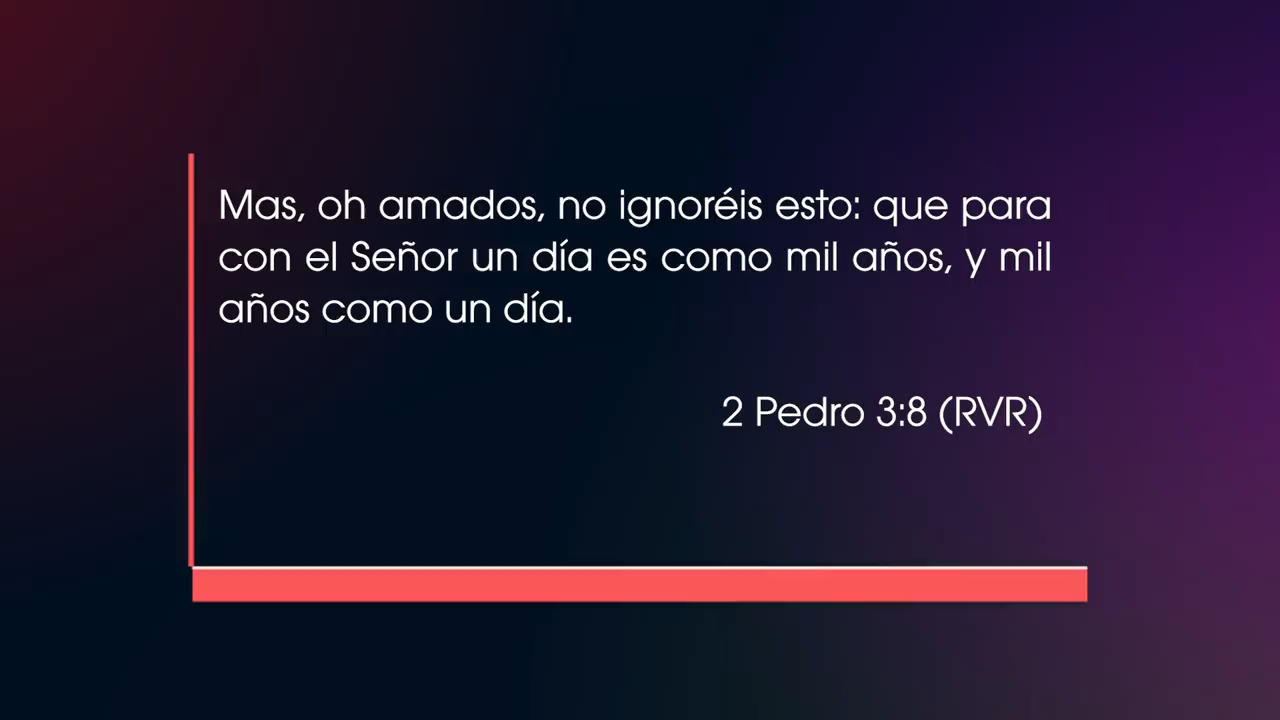 Mas, oh amados, no ignoréis esto: que para
con el Señor un día es como mil años, y mil
años como un día.
2 Pedro 3:8 (RVR)